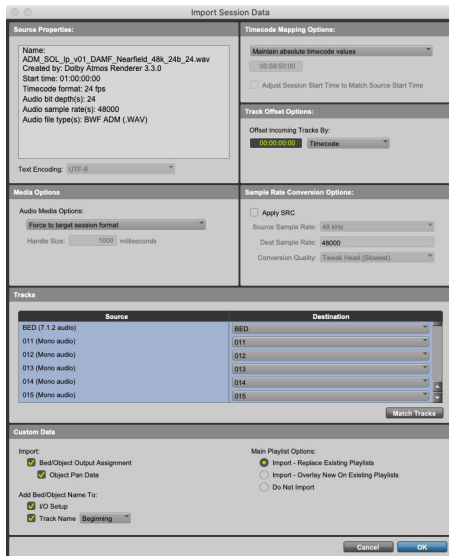 Import Session Data
Source Properties:
Name:
ADM_SOL_lp_v01_DAMF_Nearfield_48k_24b_24.wav
Created by: Dolby Atmos Renderer 3.3.0
Start time: 01:00:00:00
Timecode format: 24 fps
Audio bit depth(s): 24
Audio sample rate(s): 48000
Audio file type(s): BWF ADM (.WAV)
Text Encoding: UTF-8
Timecode Mapping Options:
Maintain absolute timecode values
00:59:50:00
Adjust Session Start Time to Match Source Start Time
Track Offset Options:
Offset Incoming Tracks By:
00:00:00:00 Timecode
Media Options
Audio Media Options:
Force to target session format
Handle Size: 1000 milliseconds
Sample Rate Conversion Options:
Apply SRC
Source Sample Rate: 48 kHz
Dest Sample Rate: 48000
Conversion Quality: Tweak Head (Slowest)
Tracks
Source Destination
BED (7.1.2 audio) BED
011 (Mono audio) 011
012 (Mono audio) 012
013 (Mono audio) 013
014 (Mono audio) 014
015 (Mono audio) 015
Match Tracks
Custom Data
Import:
Bed/Object Output Assignment
Object Pan Data
Add Bed/Object Name To:
I/O Setup
Track Name Beginning
Main Playlist Options:
Import - Replace Existing Playlists
Import - Overlay New On Existing Playlists
Do Not Import
Cancel OK